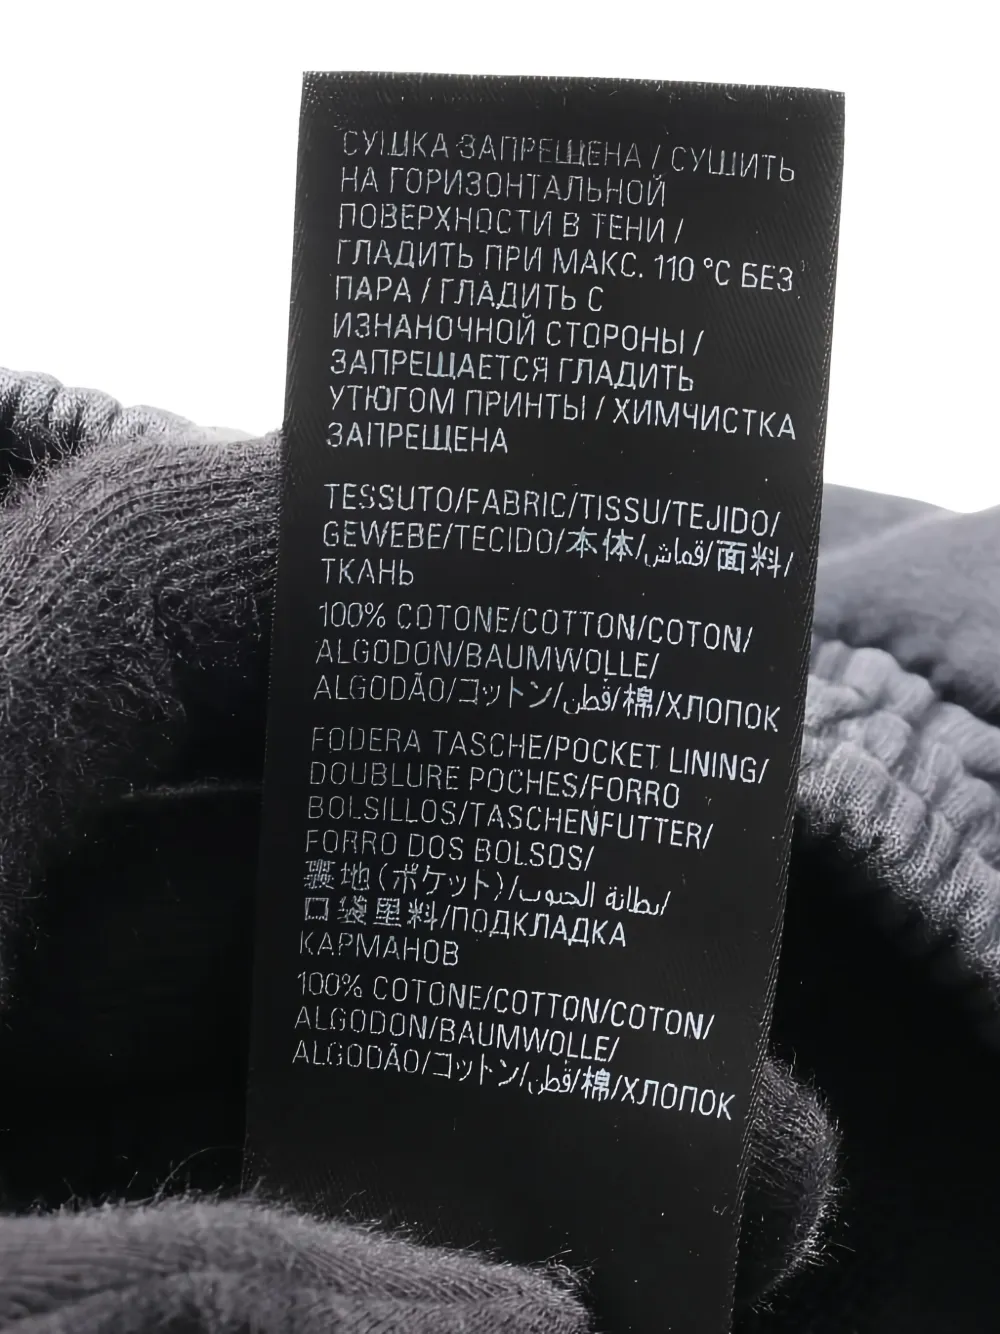 СУШКА ЗАПРЕЩЕНА / СУШИТЬ
НА ГОРИЗОНТАЛЬНОЙ
ПОВЕРХНОСТИ В ТЕНИ /
ГЛАДИТЬ ПРИ МАКС. 110 °C БЕЗ
ПАРА / ГЛАДИТЬ С
ИЗНАНОЧНОЙ СТОРОНЫ /
ЗАПРЕЩАЕТСЯ ГЛАДИТЬ
УТЮГОМ ПРИНТЫ / ХИМЧИСТКА
ЗАПРЕЩЕНА
TESSUTO/FABRIC/TISSU/TEJIDO/
GEWEBE/TECIDO/本体/قماش/面料/
ТКАНЬ
100% COTONE/COTTON/COTON/
ALGODON/BAUMWOLLE/
ALGODÃO/コットン/قطن/棉/ХЛОПОК
FODERA TASCHE/POCKET LINING/
DOUBLURE POCHES/FORRO
BOLSILLOS/TASCHENFUTTER/
FORRO DOS BOLSOS/
裏地(ポケット)/بطانة الجيوب/
口袋里料/ПОДКЛАДКА
КАРМАНОВ
100% COTONE/COTTON/COTON/
ALGODON/BAUMWOLLE/
ALGODÃO/コットン/قطن/棉/ХЛОПОК